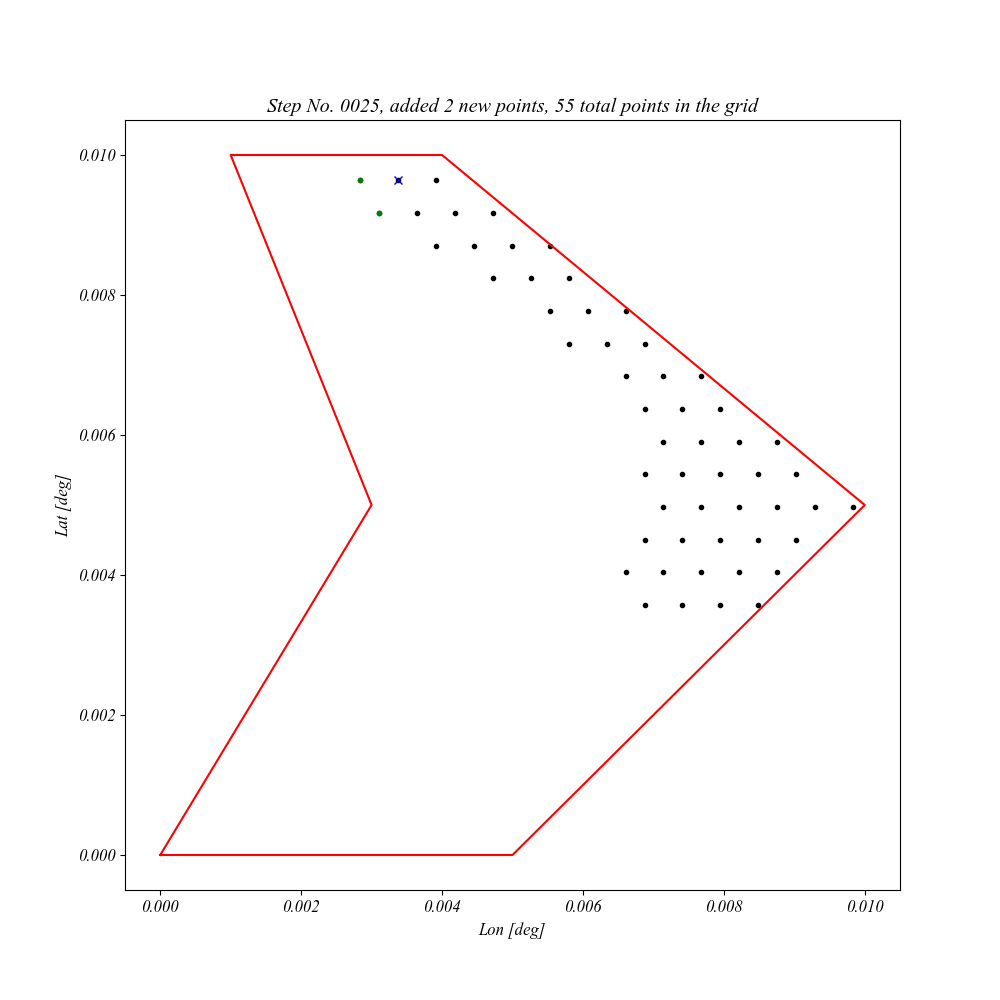 Step No. 0025, added 2 new points, 55 total points in the grid
0.010
0.008
0.006
0.004
0.002
0.000
Lat [deg]
0.000 0.002 0.004 0.006 0.008 0.010
Lon [deg]